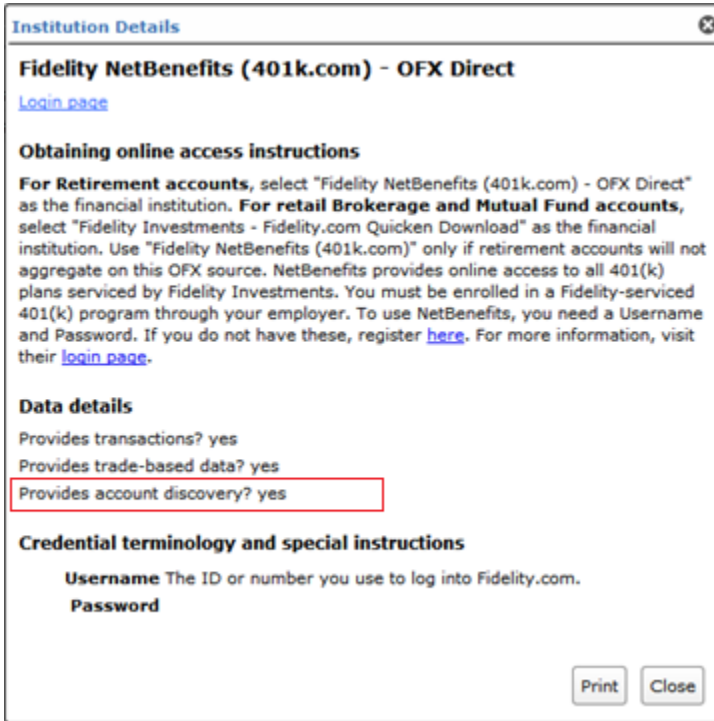 Institution Details
Fidelity NetBenefits (401k.com) - OFX Direct
Login page
Obtaining online access instructions
For Retirement accounts, select "Fidelity NetBenefits (401k.com) - OFX Direct"
as the financial institution. For retail Brokerage and Mutual Fund accounts,
select "Fidelity Investments - Fidelity.com Quicken Download" as the financial
institution. Use "Fidelity NetBenefits (401k.com)" only if retirement accounts will not
aggregate on this OFX source. NetBenefits provides online access to all 401(k)
plans serviced by Fidelity Investments. You must be enrolled in a Fidelity-serviced
401(k) program through your employer. To use NetBenefits, you need a Username
and Password. If you do not have these, register here. For more information, visit
their login page.
Data details
Provides transactions? yes
Provides trade-based data? yes
Provides account discovery? yes
Credential terminology and special instructions
Username The ID or number you use to log into Fidelity.com.
Password
Print Close